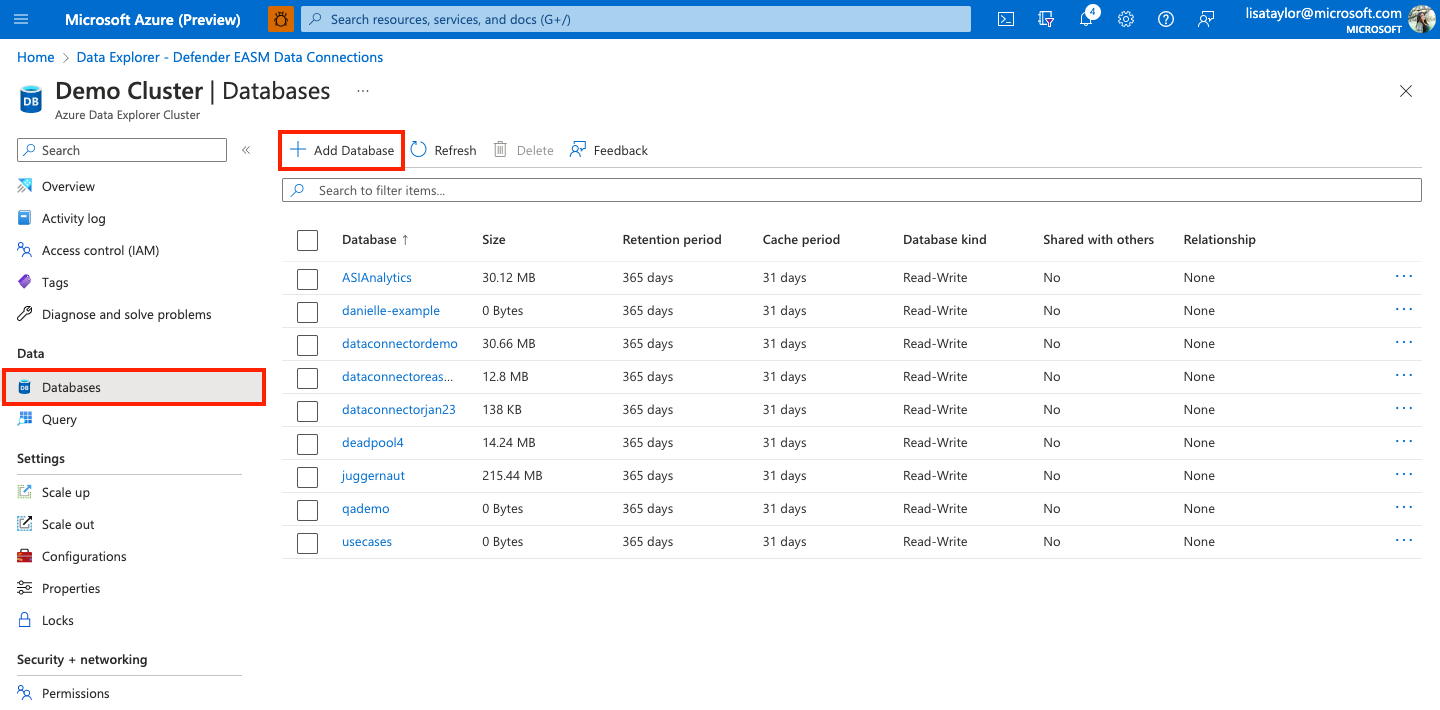 Microsoft Azure (Preview)
Search resources, services, and docs (G+/)
4
lisataylor@microsoft.com
MICROSOFT
Home > Data Explorer - Defender EASM Data Connections
DB
Demo Cluster | Databases ...
Azure Data Explorer Cluster
Search «
+ Add Database Refresh Delete Feedback
Search to filter items...
Overview
Activity log
Access control (IAM)
Tags
Diagnose and solve problems
Data
Databases
Query
Settings
Scale up
Scale out
Configurations
Properties
Locks
Security + networking
Permissions
Database ↑ Size Retention period Cache period Database kind Shared with others Relationship
ASIAnalytics 30.12 MB 365 days 31 days Read-Write No None ...
danielle-example 0 Bytes 365 days 31 days Read-Write No None ...
dataconnectordemo 30.66 MB 365 days 31 days Read-Write No None ...
dataconnectoreas... 12.8 MB 365 days 31 days Read-Write No None ...
dataconnectorjan23 138 KB 365 days 31 days Read-Write No None ...
deadpool4 14.24 MB 365 days 31 days Read-Write No None ...
juggernaut 215.44 MB 365 days 31 days Read-Write No None ...
qademo 0 Bytes 365 days 31 days Read-Write No None ...
usecases 0 Bytes 365 days 31 days Read-Write No None ...